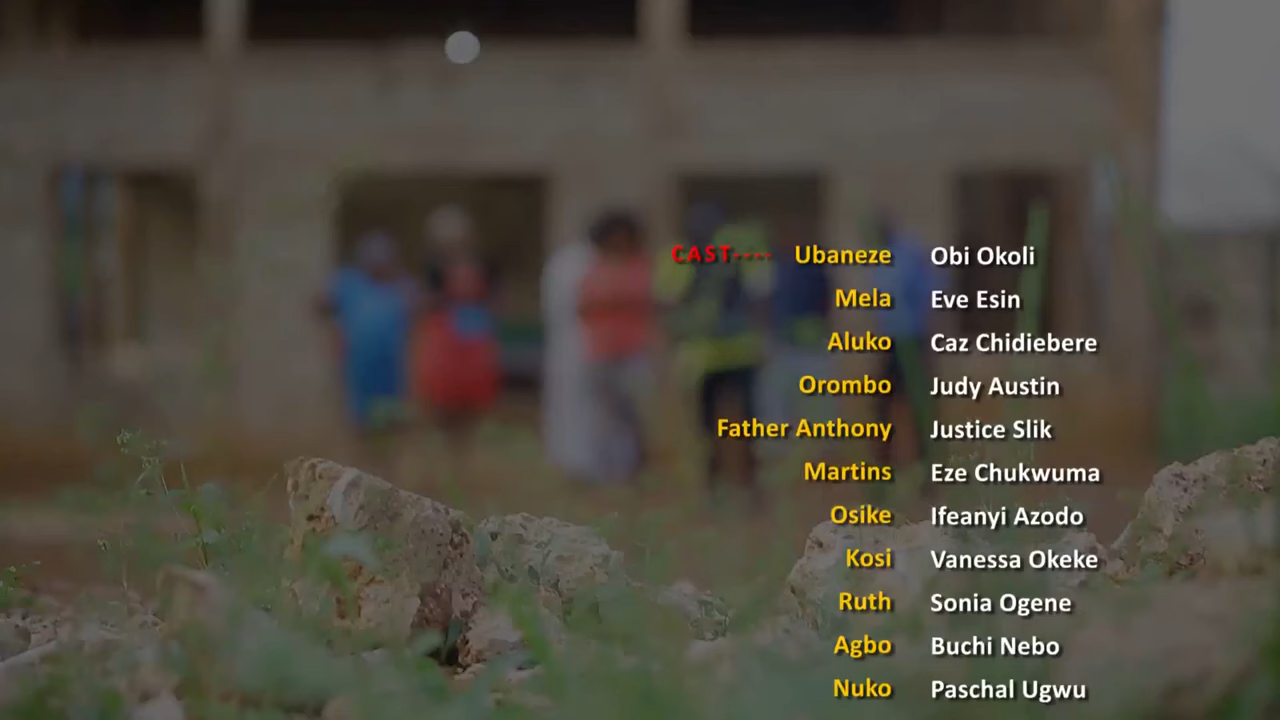 CAST---- Ubaneze Obi Okoli
Mela Eve Esin
Aluko Caz Chidiebere
Orombo Judy Austin
Father Anthony Justice Slik
Martins Eze Chukwuma
Osike Ifeanyi Azodo
Kosi Vanessa Okeke
Ruth Sonia Ogene
Agbo Buchi Nebo
Nuko Paschal Ugwu